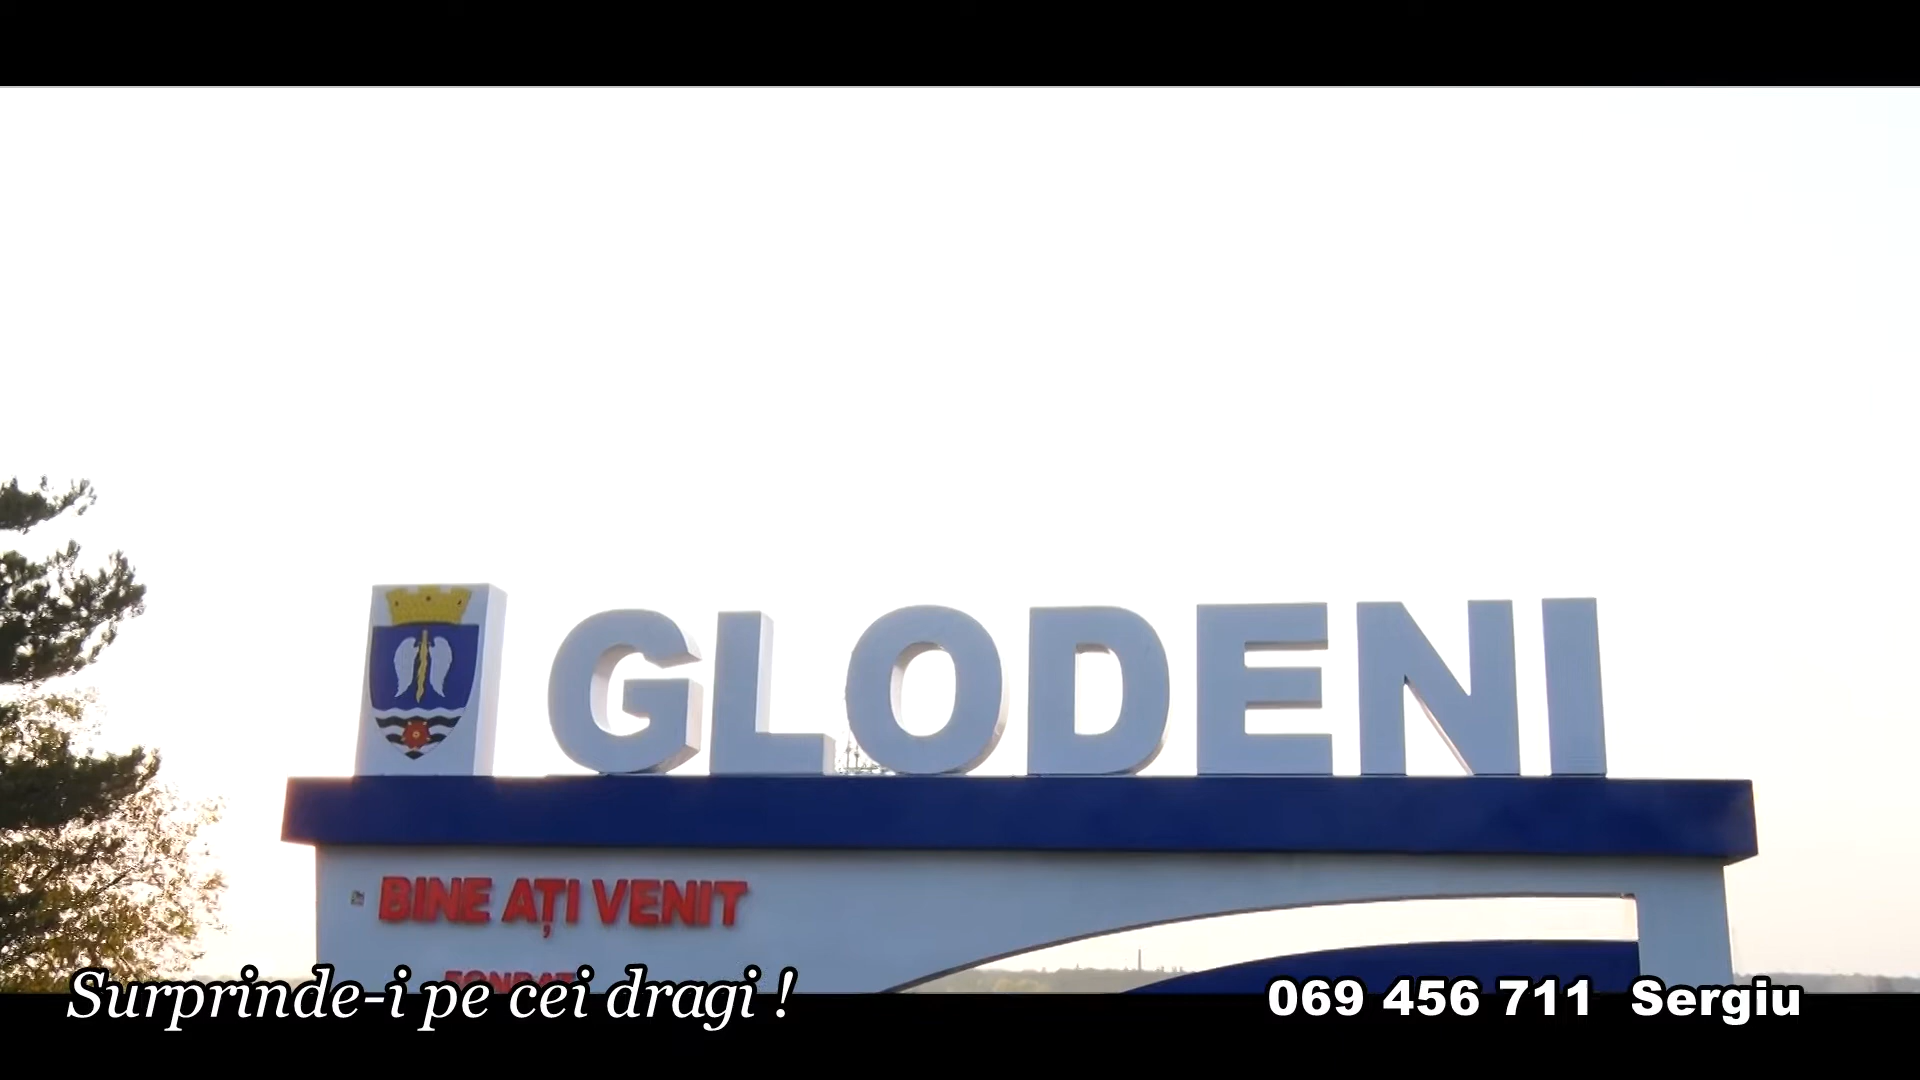 GLODENI
BINE AȚI VENIT
Surprinde-i pe cei dragi !
069 456 711 Sergiu